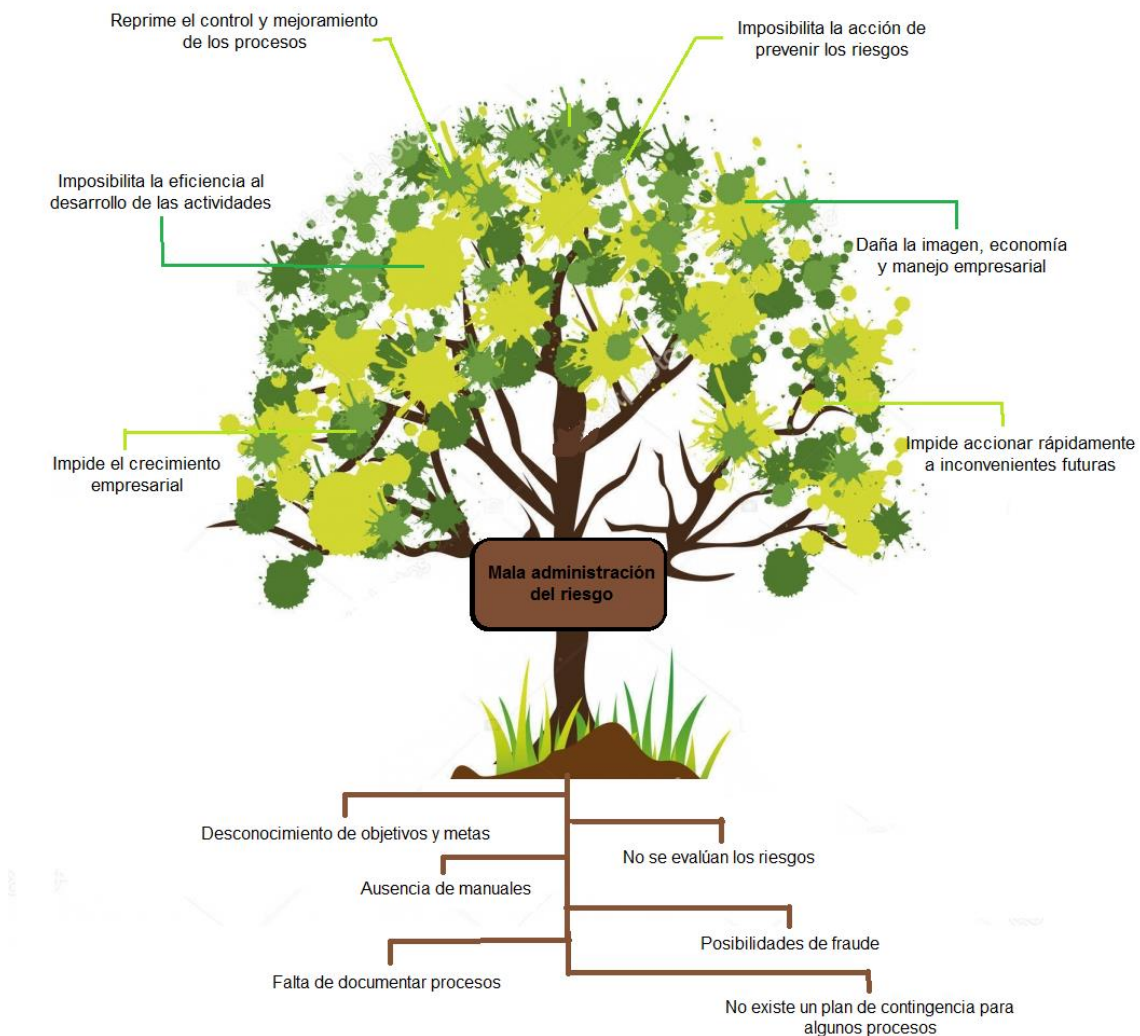 Reprime el control y mejoramiento
de los procesos
Imposibilita la acción de
prevenir los riesgos
Imposibilita la eficiencia al
desarrollo de las actividades
Daña la imagen, economía
y manejo empresarial
Impide el crecimiento
empresarial
Impide accionar rápidamente
a inconvenientes futuras
Mala administración
del riesgo
Desconocimiento de objetivos y metas
No se evalúan los riesgos
Ausencia de manuales
Posibilidades de fraude
Falta de documentar procesos
No existe un plan de contingencia para
algunos procesos